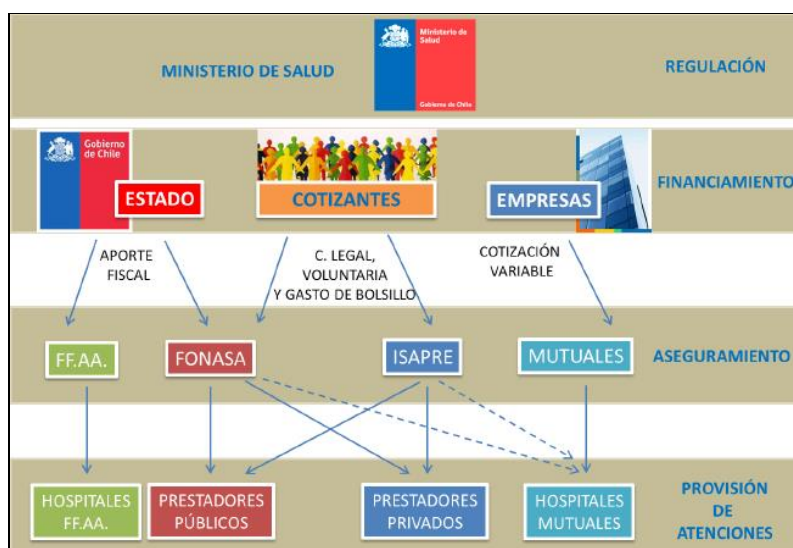 MINISTERIO DE SALUD
Ministerio de
Salud
Gobierno de Chile
REGULACIÓN
Gobierno
de Chile
ESTADO
COTIZANTES
EMPRESAS
FINANCIAMIENTO
APORTE
FISCAL
C. LEGAL,
VOLUNTARIA
Y GASTO DE BOLSILLO
COTIZACIÓN
VARIABLE
FF.AA.
FONASA
ISAPRE
MUTUALES
ASEGURAMIENTO
HOSPITALES
FF.AA.
PRESTADORES
PÚBLICOS
PRESTADORES
PRIVADOS
HOSPITALES
MUTUALES
PROVISIÓN
DE
ATENCIONES